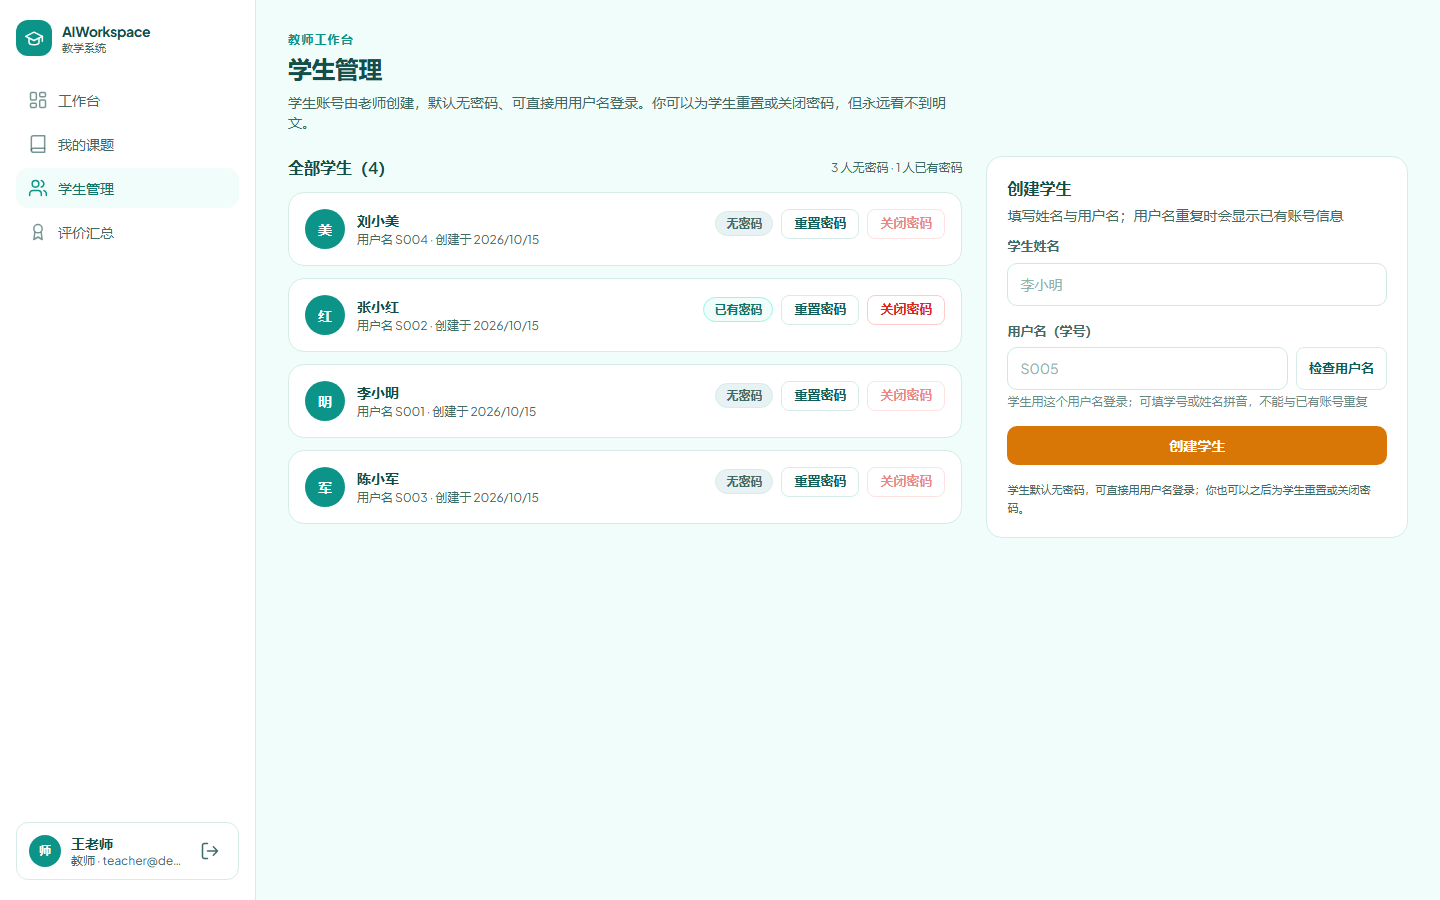 AIWorkspace
教学系统
工作台
我的课题
学生管理
评价汇总
师
王老师
教师 · teacher@de...
教师工作台
学生管理
学生账号由老师创建，默认无密码、可直接用用户名登录。你可以为学生重置或关闭密码，但永远看不到明
文。
全部学生（4）
3 人无密码 · 1 人已有密码
美
刘小美
用户名 S004 · 创建于 2026/10/15
无密码
重置密码
关闭密码
红
张小红
用户名 S002 · 创建于 2026/10/15
已有密码
重置密码
关闭密码
明
李小明
用户名 S001 · 创建于 2026/10/15
无密码
重置密码
关闭密码
军
陈小军
用户名 S003 · 创建于 2026/10/15
无密码
重置密码
关闭密码
创建学生
填写姓名与用户名；用户名重复时会显示已有账号信息
学生姓名
李小明
用户名（学号）
S005
检查用户名
学生用这个用户名登录；可填学号或姓名拼音，不能与已有账号重复
创建学生
学生默认无密码，可直接用用户名登录；你也可以之后为学生重置或关闭密
码。